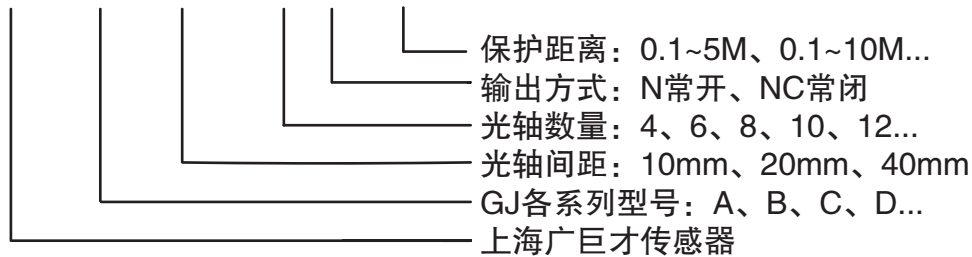 保护距离：0.1~5M、0.1~10M...
输出方式：N常开、NC常闭
光轴数量：4、6、8、10、12...
光轴间距：10mm、20mm、40mm
GJ各系列型号：A、B、C、D...
上海广巨才传感器